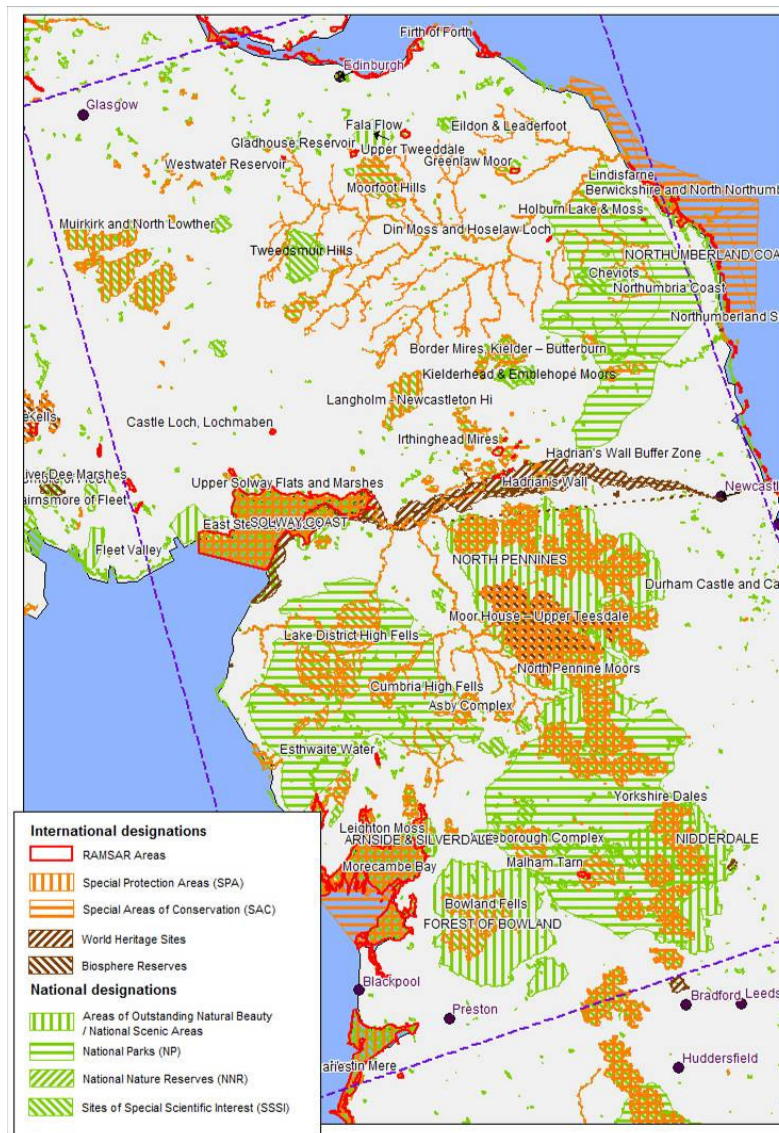 Firth of Forth
Edinburgh
Glasgow
Fala Flow
Eildon & Leaderfoot
Gladhouse Reservoir
Upper Tweeddale
Westwater Reservoir
Greenlaw Moor
Lindisfarne
Moorfoot Hills
Berwickshire and North Northumb
Holburn Lake & Moss
Muirkirk and North Lowther
Din Moss and Hoselaw Loch
Tweedsmuir Hills
NORTHUMBERLAND COA
Cheviots
Northumbria Coast
Northumberland S
Border Mires, Kielder – Butterburn
Kielderhead & Emblehope Moors
Langholm - Newcastleton Hi
Castle Loch, Lochmaben
Irthinghead Mires
Hadrian's Wall Buffer Zone
Upper Solway Flats and Marshes
Hadrian's Wall
Newcastl
SOLWAY COAST
Fleet Valley
NORTH PENNINES
Durham Castle and Ca
Moor House – Upper Teesdale
Lake District High Fells
North Pennine Moors
Cumbria High Fells
Asby Complex
Esthwaite Water
Yorkshire Dales
Leighton Moss
ARNSIDE & SILVERDALE
eborough Complex
NIDDERDALE
Morecambe Bay
Malham Tarn
Bowland Fells
FOREST OF BOWLAND
Blackpool
Preston
Bradford
Leeds
Huddersfield
tin Mere
International designations
RAMSAR Areas
Special Protection Areas (SPA)
Special Areas of Conservation (SAC)
World Heritage Sites
Biosphere Reserves
National designations
Areas of Outstanding Natural Beauty
/ National Scenic Areas
National Parks (NP)
National Nature Reserves (NNR)
Sites of Special Scientific Interest (SSSI)